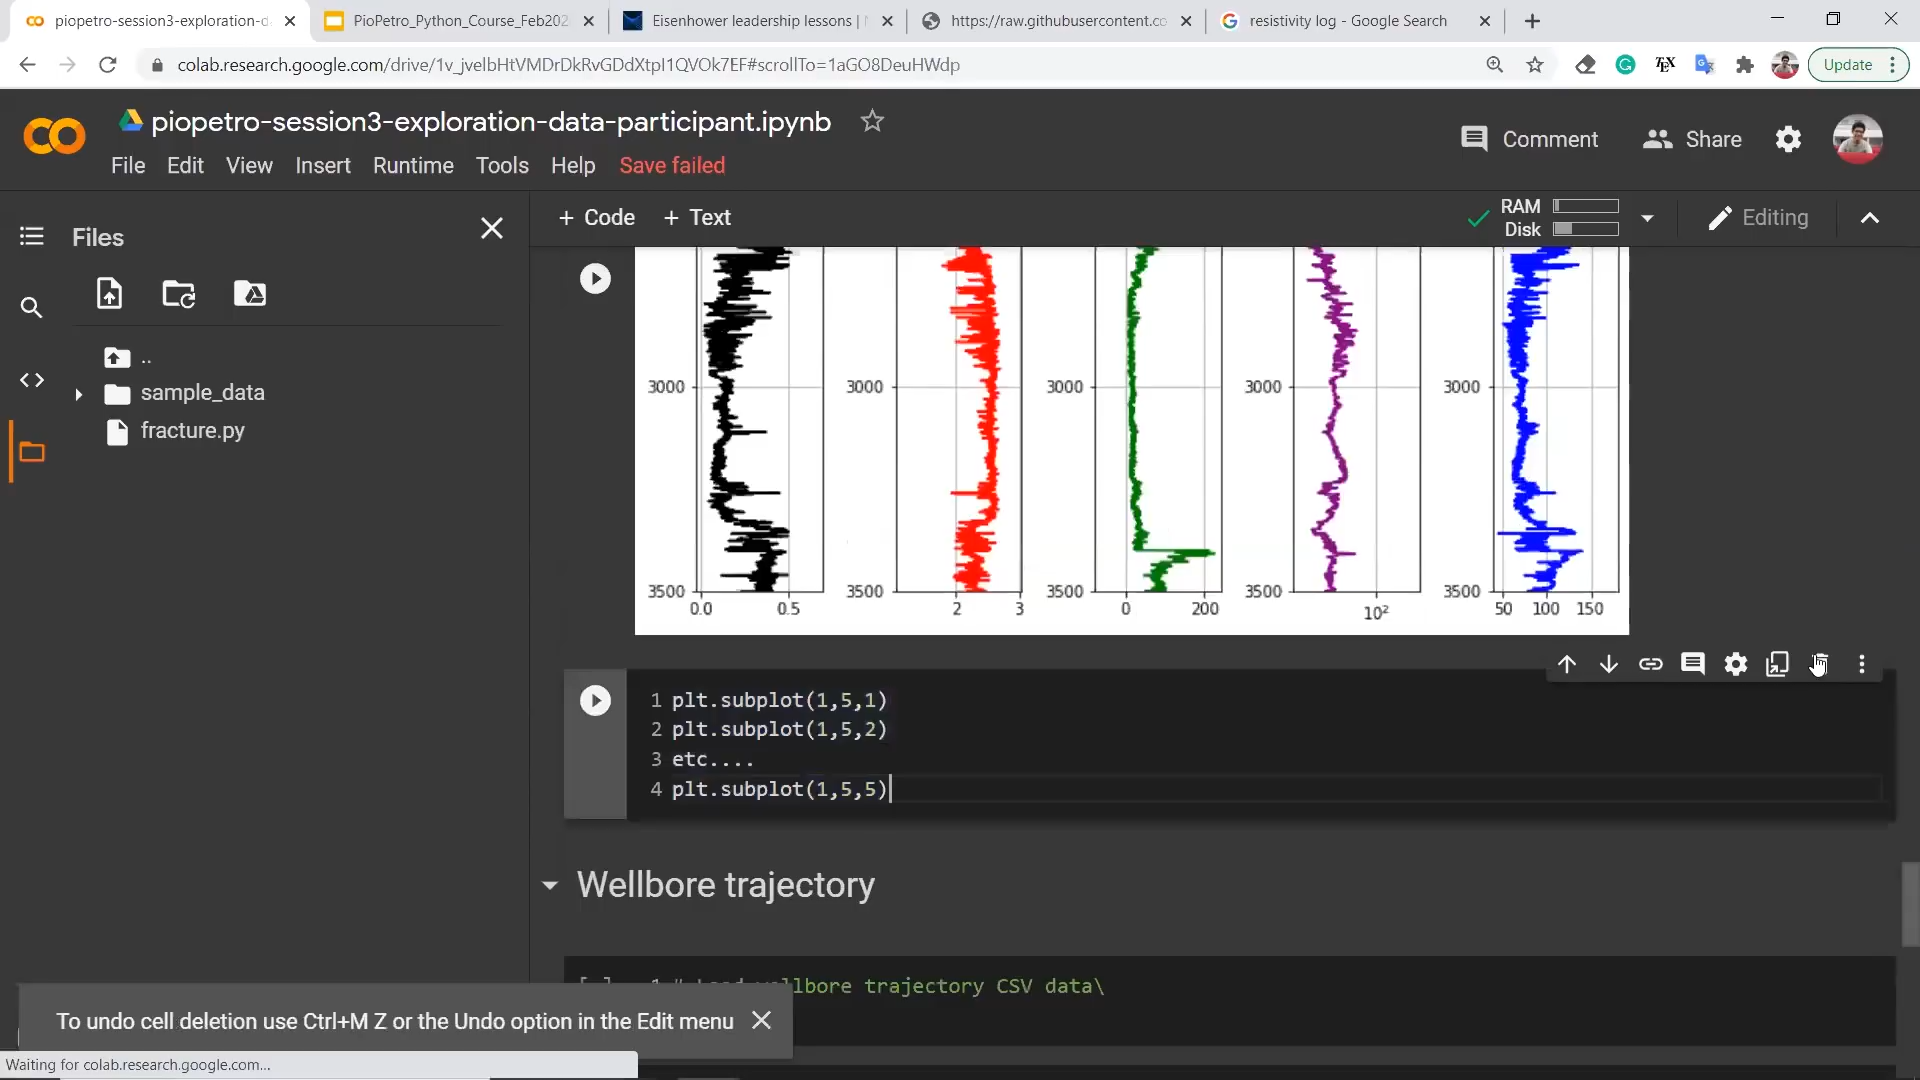 piopetro-session3-exploration-d
PioPetro_Python_Course_Feb202
Eisenhower leadership lessons |
https://raw.githubusercontent.co
resistivity log - Google Search
colab.research.google.com/drive/1v_jvelbHtVMDrDkRvGDdXtpI1QVOk7EF#scrollTo=1aGO8DeuHWdp
Update
piopetro-session3-exploration-data-participant.ipynb
Comment
Share
File Edit View Insert Runtime Tools Help Save failed
Files
+ Code + Text
RAM
Disk
Editing
..
sample_data
fracture.py
3000 3000 3000 3000 3000
3500 3500 3500 3500 3500
0.0 0.5 2 3 0 200 10² 50 100 150
1 plt.subplot(1,5,1)
2 plt.subplot(1,5,2)
3 etc....
4 plt.subplot(1,5,5)
Wellbore trajectory
llbore trajectory CSV data\
To undo cell deletion use Ctrl+M Z or the Undo option in the Edit menu
Waiting for colab.research.google.com...